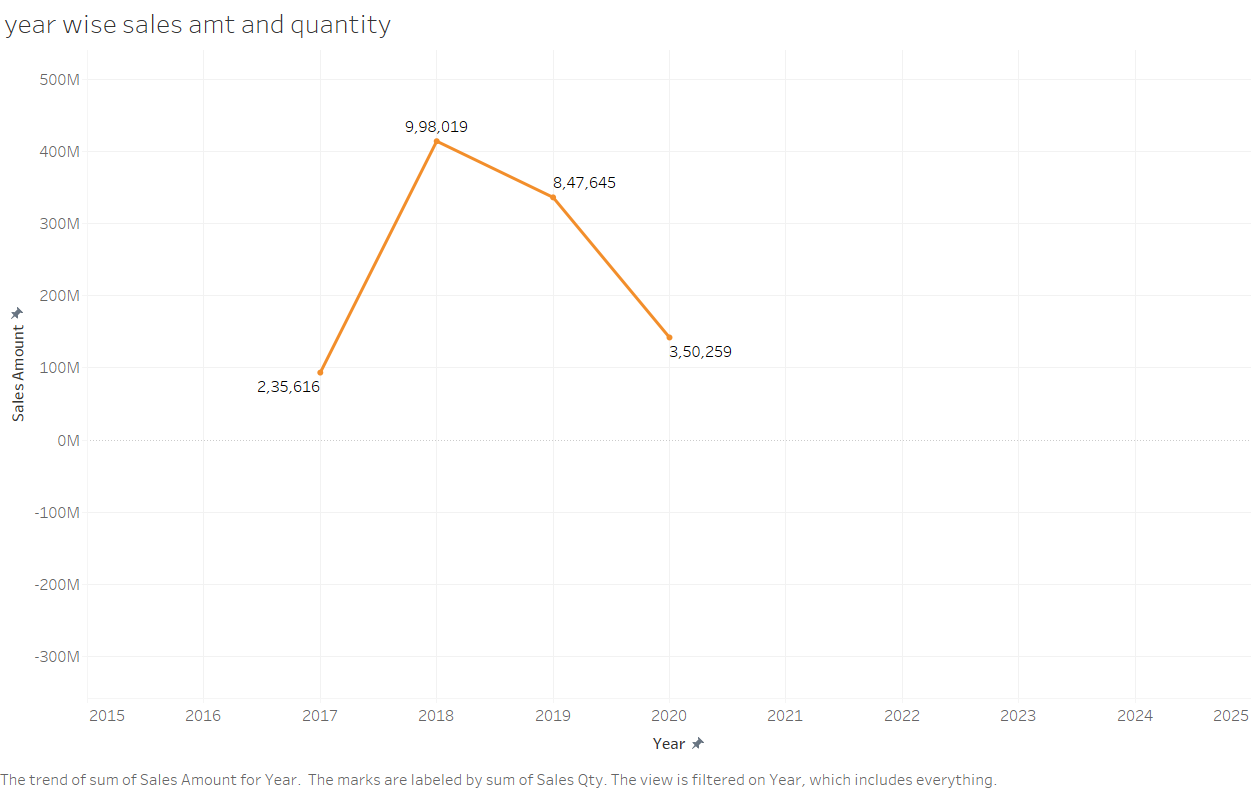 year wise sales amt and quantity
500M
9,98,019
400M
8,47,645
300M
200M
3,50,259
100M
2,35,616
0M
-100M
-200M
-300M
Sales Amount
2015 2016 2017 2018 2019 2020 2021 2022 2023 2024 2025
Year
The trend of sum of Sales Amount for Year.  The marks are labeled by sum of Sales Qty. The view is filtered on Year, which includes everything.